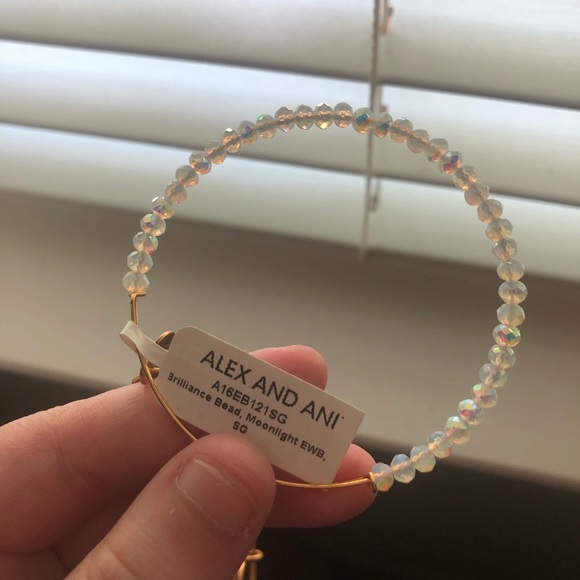 ALEX AND ANI
A16EB121SG
Brilliance Bead, Moonlight EWB,
SG